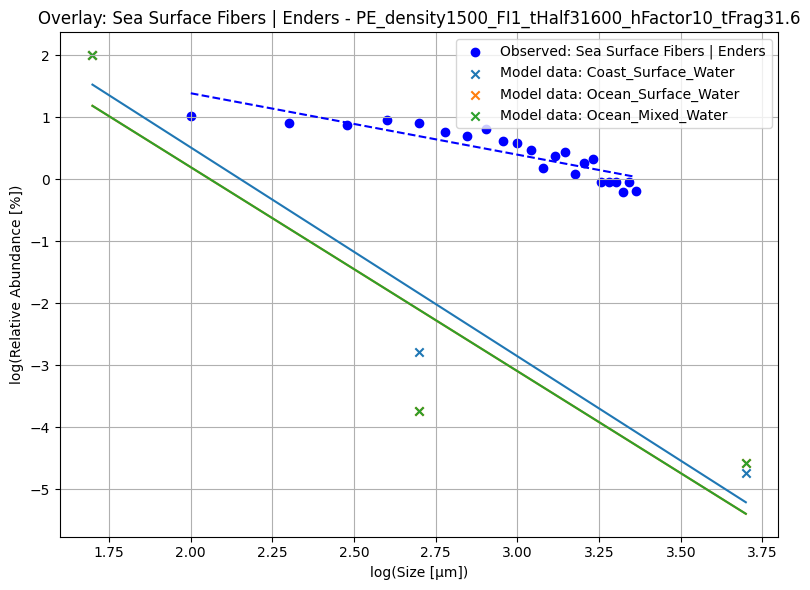 Overlay: Sea Surface Fibers | Enders - PE_density1500_FI1_tHalf31600_hFactor10_tFrag31.6
Observed: Sea Surface Fibers | Enders
Model data: Coast_Surface_Water
Model data: Ocean_Surface_Water
Model data: Ocean_Mixed_Water
log(Relative Abundance [%])
2
1
0
−1
−2
−3
−4
−5
1.75 2.00 2.25 2.50 2.75 3.00 3.25 3.50 3.75
log(Size [µm])